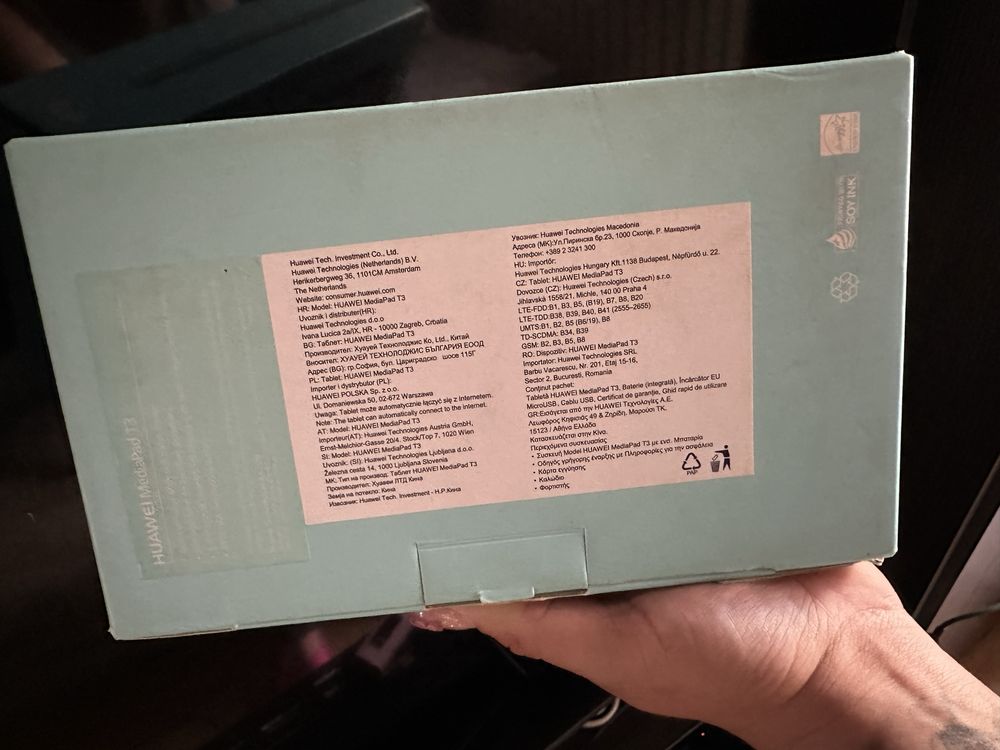 Huawei Tech. Investment Co., Ltd.
Huawei Technologies (Netherlands) B.V.
Herikerbergweg 36, 1101CM Amsterdam
The Netherlands
Website: consumer.huawei.com
HR: Model: HUAWEI MediaPad T3
Uvoznik i distributer(HR):
Huawei Technologies d.o.o
Ivana Lucica 2a/IX, HR - 10000 Zagreb, Crbatia
BG: Таблет: HUAWEI MediaPad T3
Производител: Хуауей Технолоджис Ко, Ltd., Китай
Вносител: ХУАУЕЙ ТЕХНОЛОДЖИС БЪЛГАРИЯ ЕООД
Адрес (BG): гр.София, бул. Цариградско шосе 115Г
PL: Tablet: HUAWEI MediaPad T3
Importer i dystrybutor (PL):
HUAWEI POLSKA Sp. z.o.o.
Ul. Domaniewska 50, 02-672 Warszawa
Uwaga: Tablet może automatycznie łączyć się z Internetem.
Note: The tablet can automatically connect to the internet.
AT: Model: HUAWEI MediaPad T3
Importeur(AT): Huawei Technologies Austria GmbH,
Ernst-Melchior-Gasse 20/4. Stock/Top 7, 1020 Wien
SI: Model: HUAWEI MediaPad T3
Uvoznik: (SI): Huawei Technologies Ljubljana d.o.o.
Železna cesta 14, 1000 Ljubljana Slovenia
MK: Тип на производ: Таблет HUAWEI MediaPad T3
Производител: Хуавеи ЛТД Кина
Земја на потекло: Кина
Извозник: Huawei Tech. Investment - Н.Р.Кина
Увозник: Huawei Technologies Macedonia
Адреса (MK):Ул.Пиринска бр.23, 1000 Скопје, Р. Македонија
Телефон: +389 2 3241 300
HU: Importőr:
Huawei Technologies Hungary Kft.1138 Budapest, Népfürdő u. 22.
CZ: Tablet: HUAWEI MediaPad T3
Dovozce (CZ): Huawei Technologies (Czech) s.r.o.
Jihlavská 1558/21, Michle, 140 00 Praha 4
LTE-FDD:B1, B3, B5, (B19), B7, B8, B20
LTE-TDD:B38, B39, B40, B41 (2555–2655)
UMTS:B1, B2, B5 (B6/19), B8
TD-SCDMA: B34, B39
GSM: B2, B3, B5, B8
RO: Dispozitiv: HUAWEI MediaPad T3
Importator: Huawei Technologies SRL
Barbu Vacarescu, Nr. 201, Etaj 15-16,
Sector 2, Bucuresti, Romania
Conținut pachet:
Tabletă HUAWEI MediaPad T3, Baterie (integrată), Încărcător EU
MicroUSB, Cablu USB, Certificat de garanție, Ghid rapid de utilizare
GR:Εισάγεται από την HUAWEI Τεχνολογίες Α.Ε.
Λεωφόρος Κηφισιάς 49 & Ζηρίδη, Μαρούσι ΤΚ.
15123 / Αθήνα Ελλάδα
Κατασκευάζεται στην Κίνα.
Περιεχόμενα συσκευασίας
• Συσκευή Model HUAWEI MediaPad T3 με ενσ. Μπαταρία
• Οδηγός γρήγορης έναρξης με Πληροφορίες για την ασφάλεια
• Κάρτα εγγύησης
• Καλώδιο
• Φορτιστής
PAP
HUAWEI MediaPad T3
SOY INK